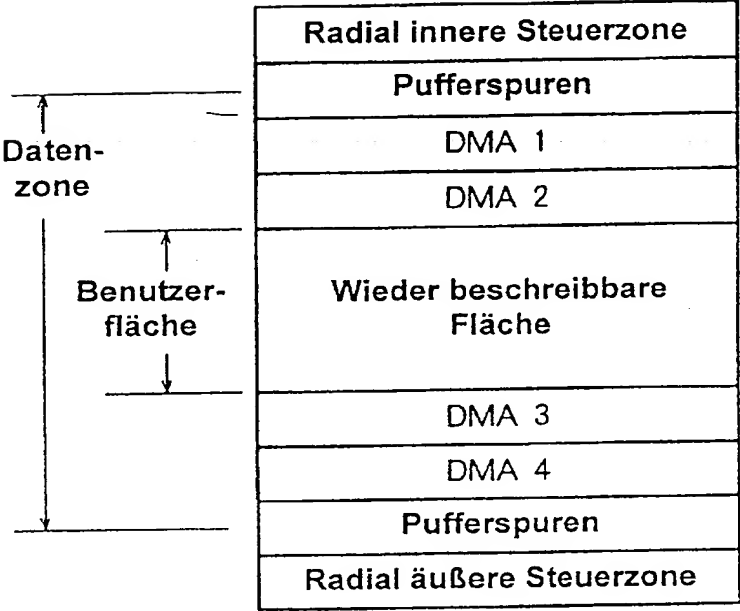 Radial innere Steuerzone
Pufferspuren
DMA 1
Daten-
zone
DMA 2
Benutzer-
fläche
Wieder beschreibbare
Fläche
DMA 3
DMA 4
Pufferspuren
Radial äußere Steuerzone